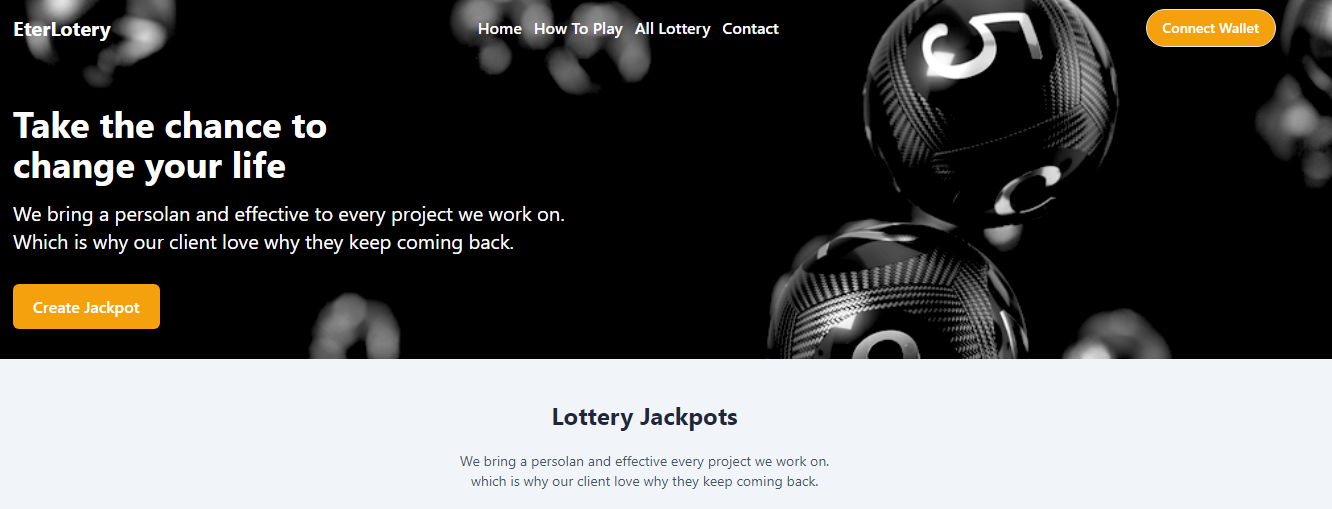 EterLotery
Home How To Play All Lottery Contact
Connect Wallet
5
Take the chance to
change your life
We bring a persolan and effective to every project we work on.
Which is why our client love why they keep coming back.
Create Jackpot
Lottery Jackpots
We bring a persolan and effective every project we work on.
which is why our client love why they keep coming back.